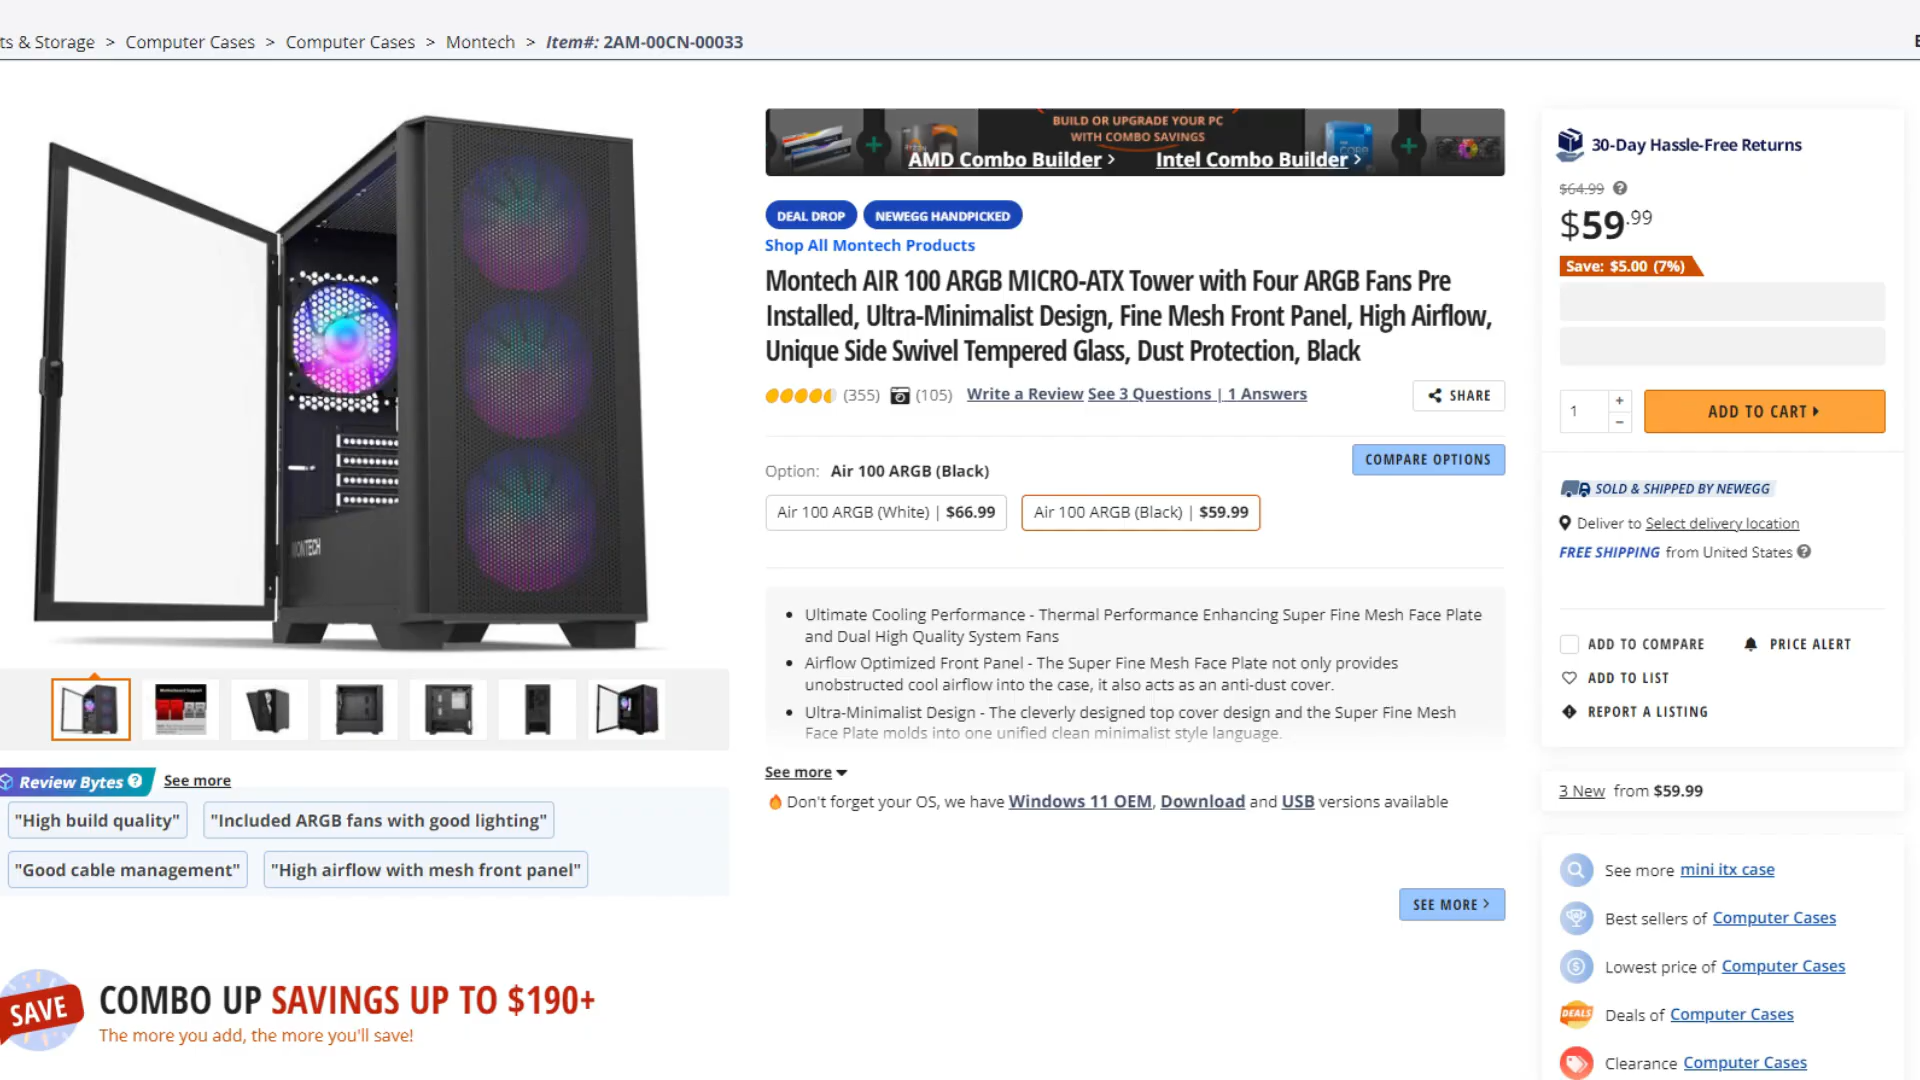 ts & Storage > Computer Cases > Computer Cases > Montech > Item#: 2AM-00CN-00033
BUILD OR UPGRADE YOUR PC
WITH COMBO SAVINGS
AMD Combo Builder > Intel Combo Builder >
DEAL DROP NEWEGG HANDPICKED
Shop All Montech Products
Montech AIR 100 ARGB MICRO-ATX Tower with Four ARGB Fans Pre
Installed, Ultra-Minimalist Design, Fine Mesh Front Panel, High Airflow,
Unique Side Swivel Tempered Glass, Dust Protection, Black
(355) (105) Write a Review See 3 Questions | 1 Answers
SHARE
Option: Air 100 ARGB (Black)
COMPARE OPTIONS
Air 100 ARGB (White) | $66.99 Air 100 ARGB (Black) | $59.99
• Ultimate Cooling Performance - Thermal Performance Enhancing Super Fine Mesh Face Plate
and Dual High Quality System Fans
• Airflow Optimized Front Panel - The Super Fine Mesh Face Plate not only provides
unobstructed cool airflow into the case, it also acts as an anti-dust cover.
• Ultra-Minimalist Design - The cleverly designed top cover design and the Super Fine Mesh
Face Plate molds into one unified clean minimalist style language.
See more
Don't forget your OS, we have Windows 11 OEM, Download and USB versions available
SEE MORE >
MONTECH
Review Bytes ? See more
"High build quality" "Included ARGB fans with good lighting"
"Good cable management" "High airflow with mesh front panel"
SAVE
COMBO UP SAVINGS UP TO $190+
The more you add, the more you'll save!
30-Day Hassle-Free Returns
$64.99 ?
$59.99
Save: $5.00 (7%)
1 + −
ADD TO CART
SOLD & SHIPPED BY NEWEGG
Deliver to Select delivery location
FREE SHIPPING from United States ?
ADD TO COMPARE PRICE ALERT
ADD TO LIST
REPORT A LISTING
3 New from $59.99
See more mini itx case
Best sellers of Computer Cases
Lowest price of Computer Cases
DEALS
Deals of Computer Cases
Clearance Computer Cases